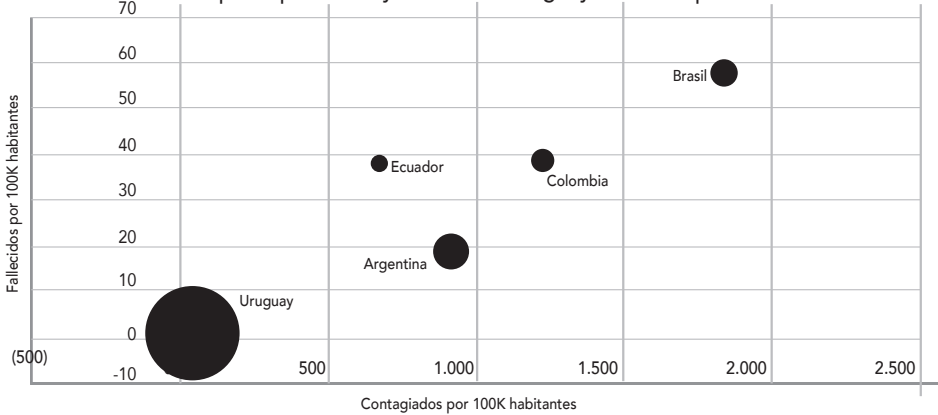 70
60
50
40
30
20
10
0
-10
Fallecidos por 100K habitantes
Brasil
Ecuador
Colombia
Argentina
Uruguay
(500)
500
1.000
1.500
2.000
2.500
Contagiados por 100K habitantes